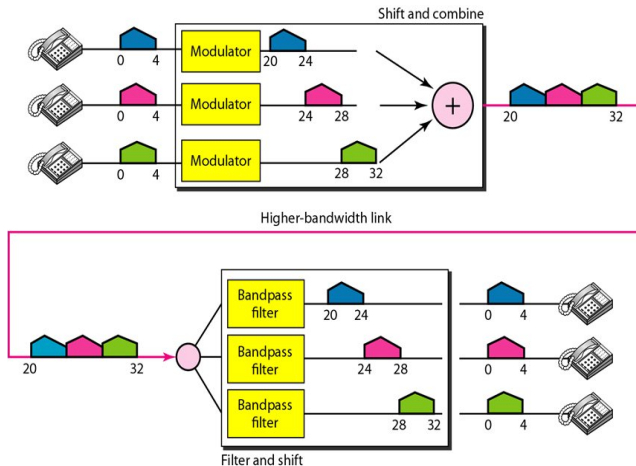 Shift and combine
0 4 Modulator 20 24
0 4 Modulator 24 28 + 20 32
0 4 Modulator 28 32
Higher-bandwidth link
Bandpass
filter
20 24 0 4
20 32
Bandpass
filter
24 28 0 4
Bandpass
filter
28 32 0 4
Filter and shift